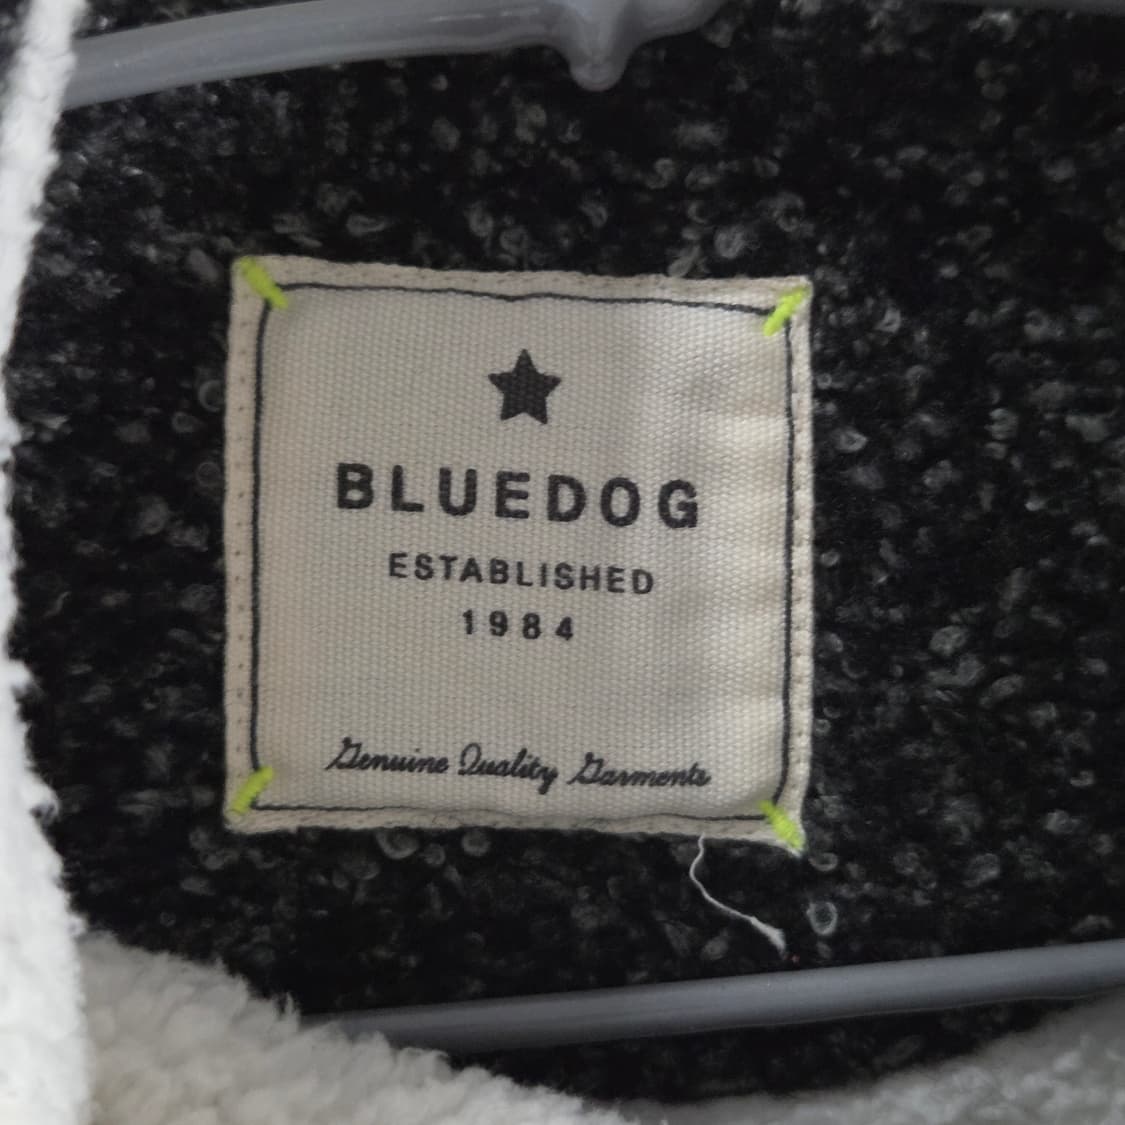 BLUEDOG
ESTABLISHED
1984
Genuine Quality Garments